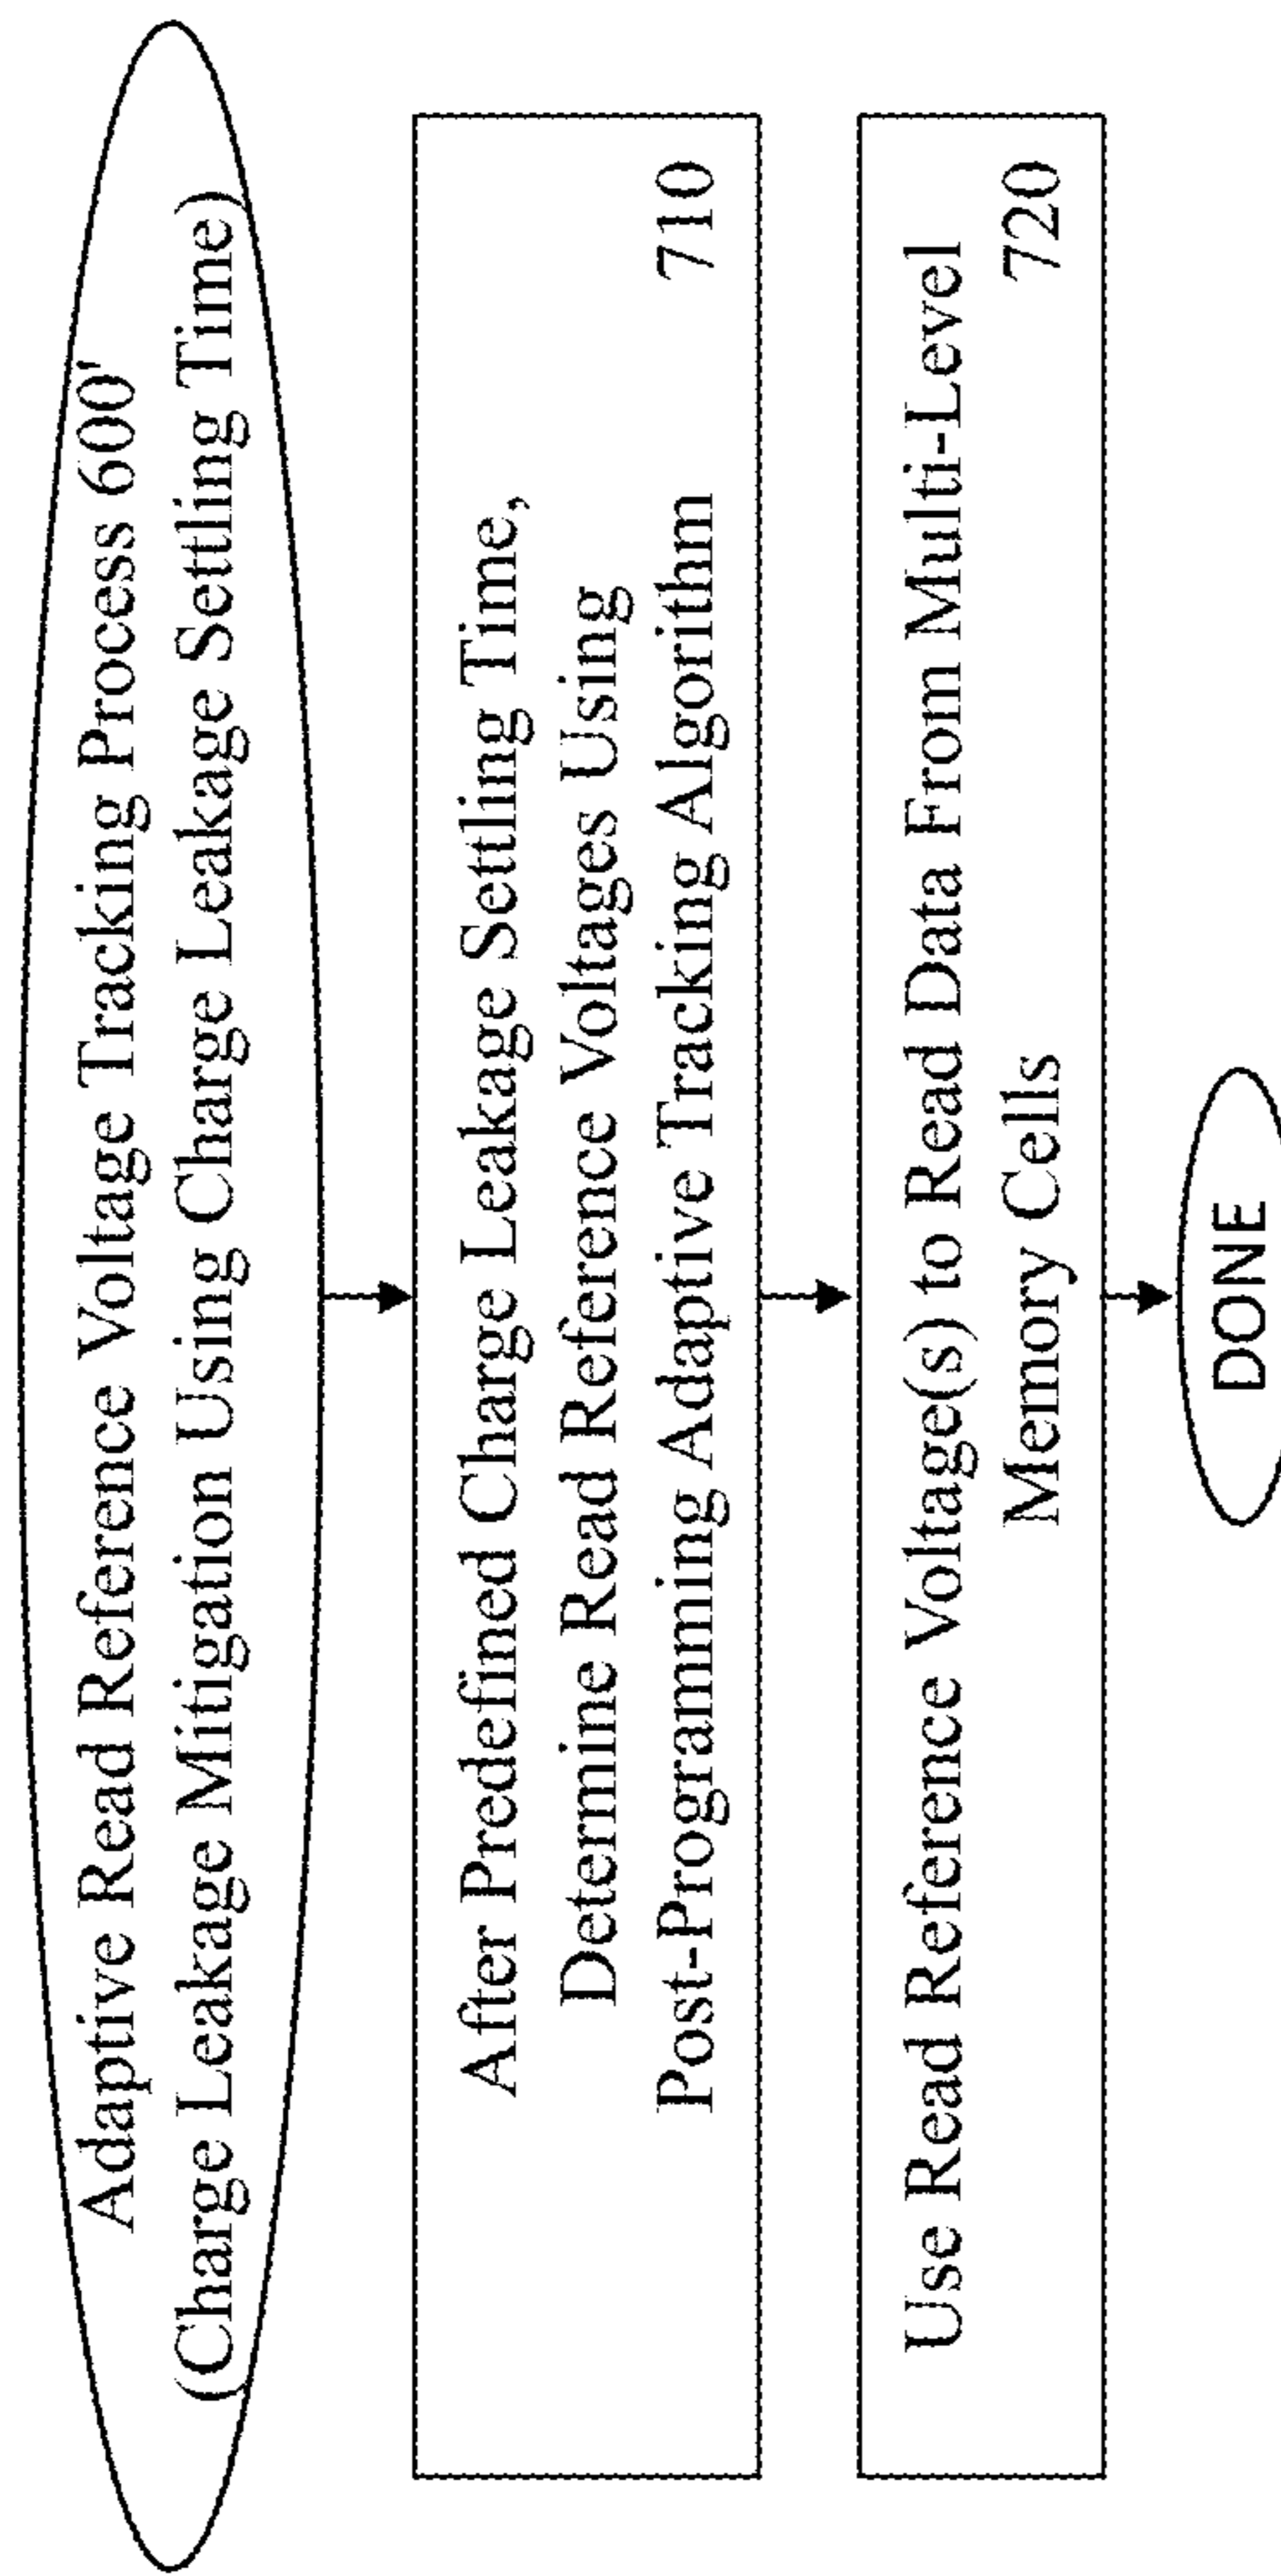 Adaptive Read Reference Voltage Tracking Process 600'
(Charge Leakage Mitigation Using Charge Leakage Settling Time)
After Predefined Charge Leakage Settling Time,
Determine Read Reference Voltages Using
Post-Programming Adaptive Tracking Algorithm 710
Use Read Reference Voltage(s) to Read Data From Multi-Level
Memory Cells 720
DONE